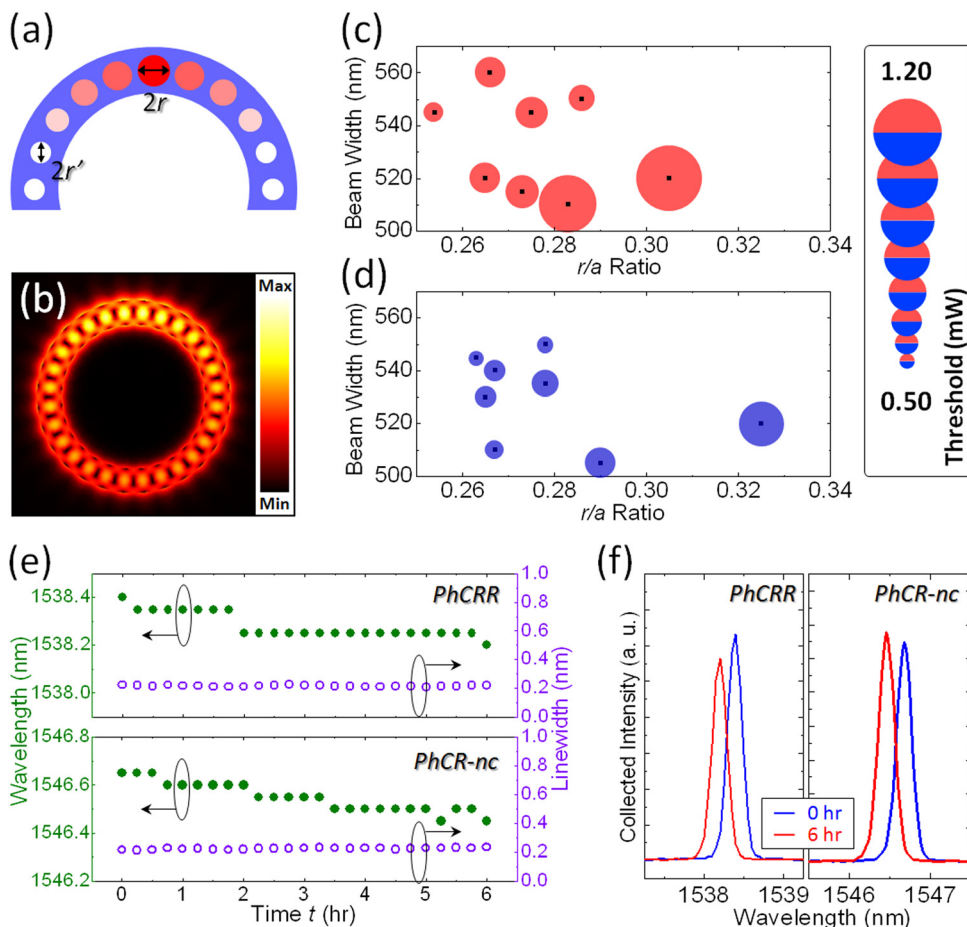 (a)
2r
2r'
(b)
Max
Min
(c)
Beam Width (nm)
560
540
520
500
0.26 0.28 0.30 0.32 0.34
r/a Ratio
(d)
Beam Width (nm)
560
540
520
500
0.26 0.28 0.30 0.32 0.34
r/a Ratio
1.20
0.50
Threshold (mW)
(e)
Wavelength (nm)
1538.4
1538.2
1538.0
PhCRR
1.0
0.8
0.6
0.4
0.2
0.0
Linewidth (nm)
1546.8
1546.6
1546.4
1546.2
PhCR-nc
1.0
0.8
0.6
0.4
0.2
0.0
0 1 2 3 4 5 6
Time t (hr)
(f)
Collected Intensity (a. u.)
PhCRR
PhCR-nc
0 hr
6 hr
1538 1539 1546 1547
Wavelength (nm)